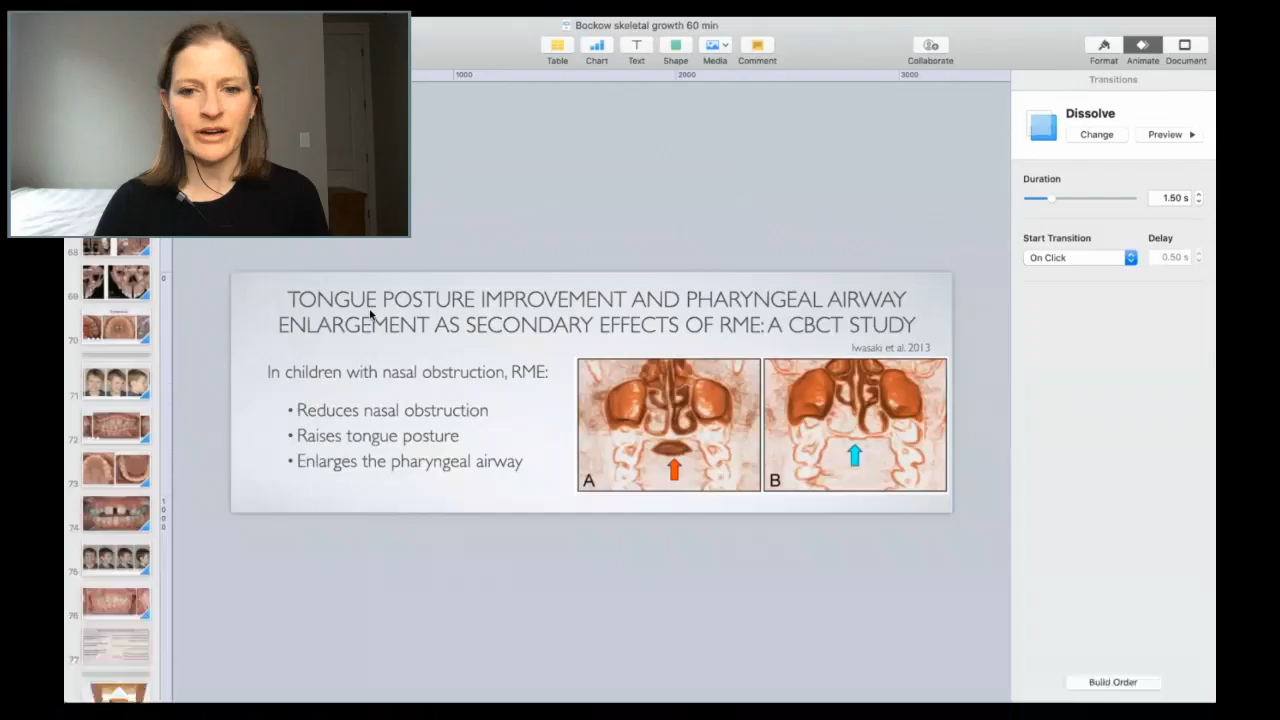 Bockow skeletal growth 60 min
Table
Chart
Text
Shape
Media
Comment
Collaborate
Format
Animate
Document
1000
2000
3000
Transitions
Dissolve
Change
Preview
Duration
1.50 s
Start Transition
Delay
On Click
0.50 s
68
69
70
71
72
73
74
75
76
77
0
1000
TONGUE POSTURE IMPROVEMENT AND PHARYNGEAL AIRWAY
ENLARGEMENT AS SECONDARY EFFECTS OF RME: A CBCT STUDY
Iwasaki et al. 2013
In children with nasal obstruction, RME:
• Reduces nasal obstruction
• Raises tongue posture
• Enlarges the pharyngeal airway
A
B
Build Order